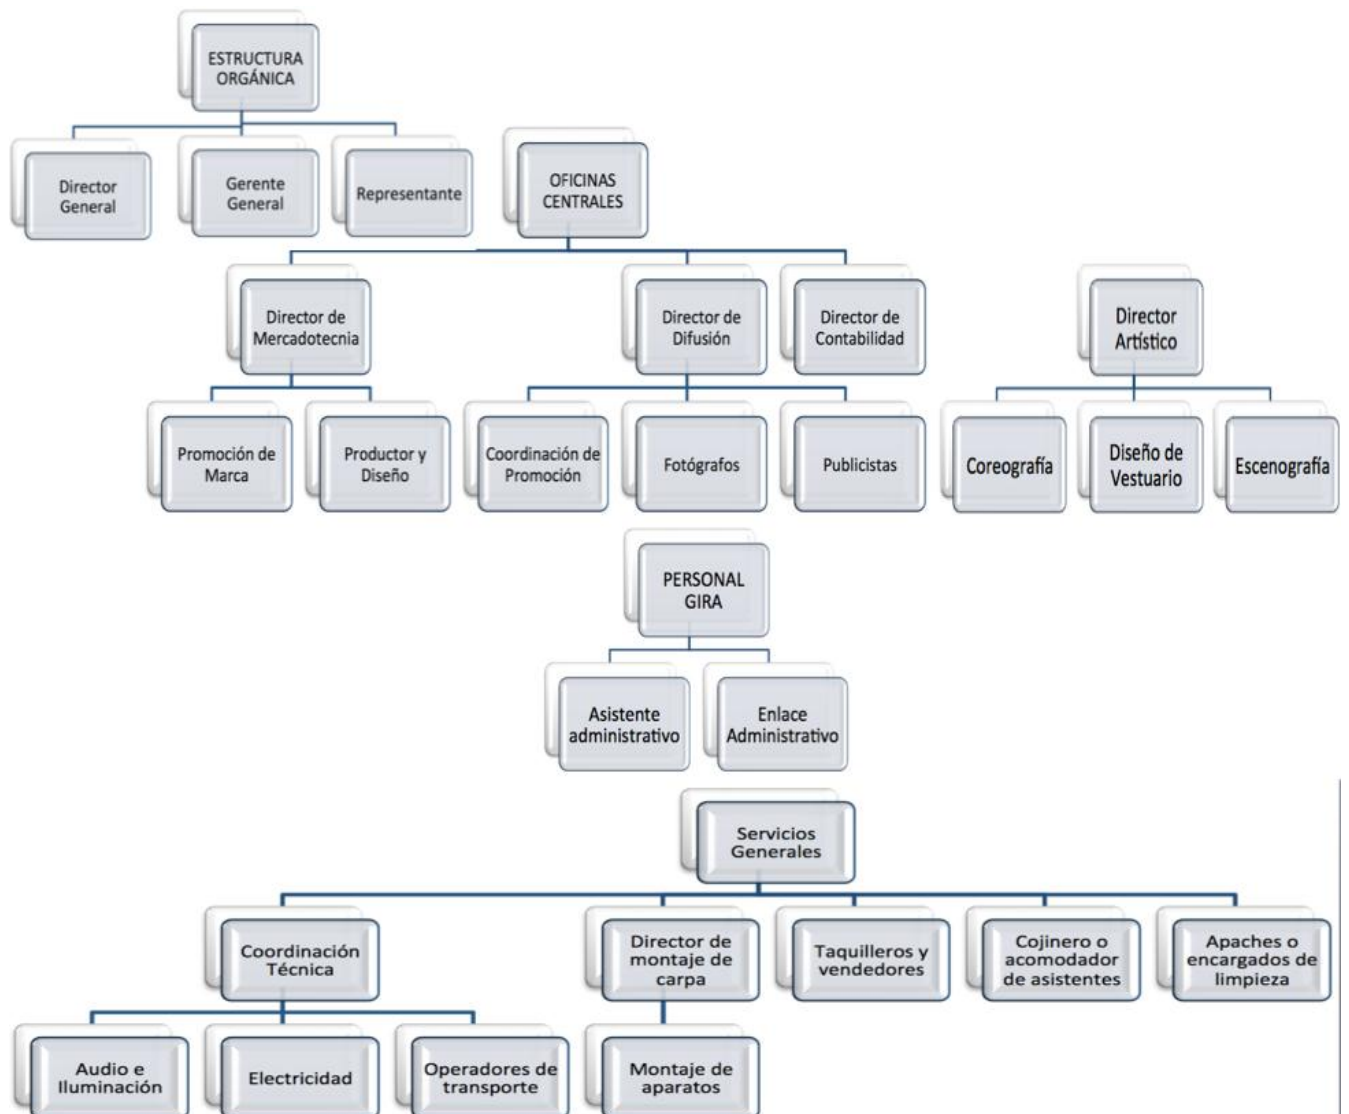 ESTRUCTURA
ORGÁNICA
Director
General
Gerente
General
Representante
OFICINAS
CENTRALES
Director de
Mercadotecnia
Director de
Difusión
Director de
Contabilidad
Director
Artístico
Promoción de
Marca
Productor y
Diseño
Coordinación de
Promoción
Fotógrafos
Publicistas
Coreografía
Diseño de
Vestuario
Escenografía
PERSONAL
GIRA
Asistente
administrativo
Enlace
Administrativo
Servicios
Generales
Coordinación
Técnica
Director de
montaje de
carpa
Taquilleros y
vendedores
Cojinero o
acomodador
de asistentes
Apaches o
encargados de
limpieza
Audio e
Iluminación
Electricidad
Operadores de
transporte
Montaje de
aparatos